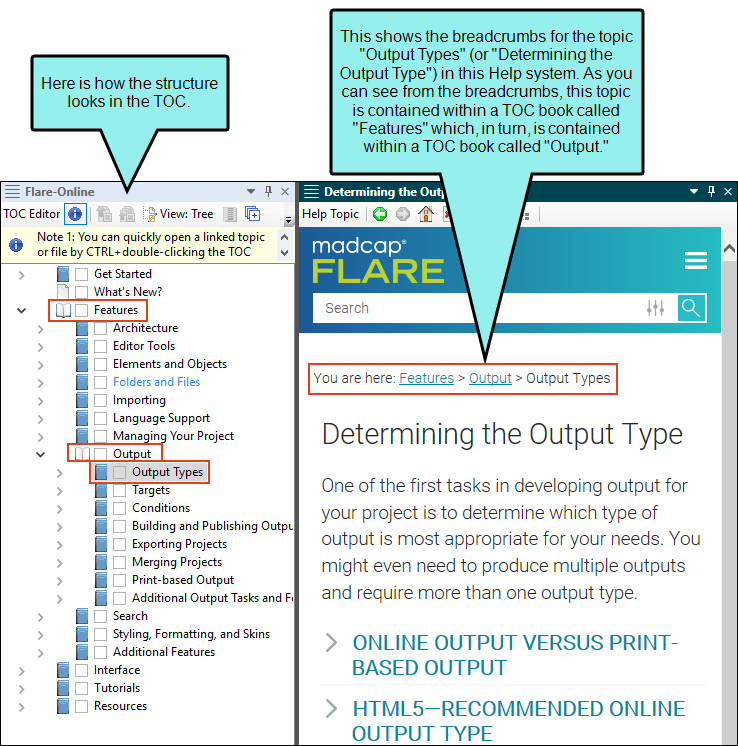 Here is how the structure
looks in the TOC.
This shows the breadcrumbs for the topic
"Output Types" (or "Determining the
Output Type") in this Help system. As you
can see from the breadcrumbs, this topic
is contained within a TOC book called
"Features" which, in turn, is contained
within a TOC book called "Output."
Flare-Online
TOC Editor
View: Tree
Note 1: You can quickly open a linked topic
or file by CTRL+double-clicking the TOC
Get Started
What's New?
Features
Architecture
Editor Tools
Elements and Objects
Folders and Files
Importing
Language Support
Managing Your Project
Output
Output Types
Targets
Conditions
Building and Publishing Outpu
Exporting Projects
Merging Projects
Print-based Output
Additional Output Tasks and Fe
Search
Styling, Formatting, and Skins
Additional Features
Interface
Tutorials
Resources
Determining the Outp
Help Topic
madcap®
FLARE
Search
You are here: Features > Output > Output Types
Determining the Output Type
One of the first tasks in developing output for
your project is to determine which type of
output is most appropriate for your needs. You
might even need to produce multiple outputs
and require more than one output type.
ONLINE OUTPUT VERSUS PRINT-
BASED OUTPUT
HTML5—RECOMMENDED ONLINE
OUTPUT TYPE